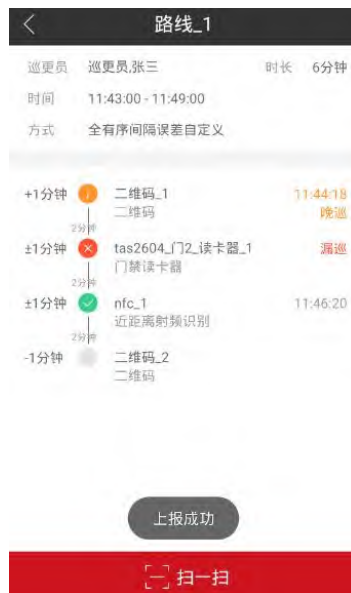 路线_1
巡更员 巡更员,张三 时长 6分钟
时间 11:43:00 - 11:49:00
方式 全有序间隔误差自定义
+1分钟 二维码_1 11:44:18
二维码 晚巡
2分钟
±1分钟 tas2604_门2_读卡器_1 漏巡
门禁读卡器
2分钟
±1分钟 nfc_1 11:46:20
近距离射频识别
2分钟
-1分钟 二维码_2
二维码
上报成功
扫一扫